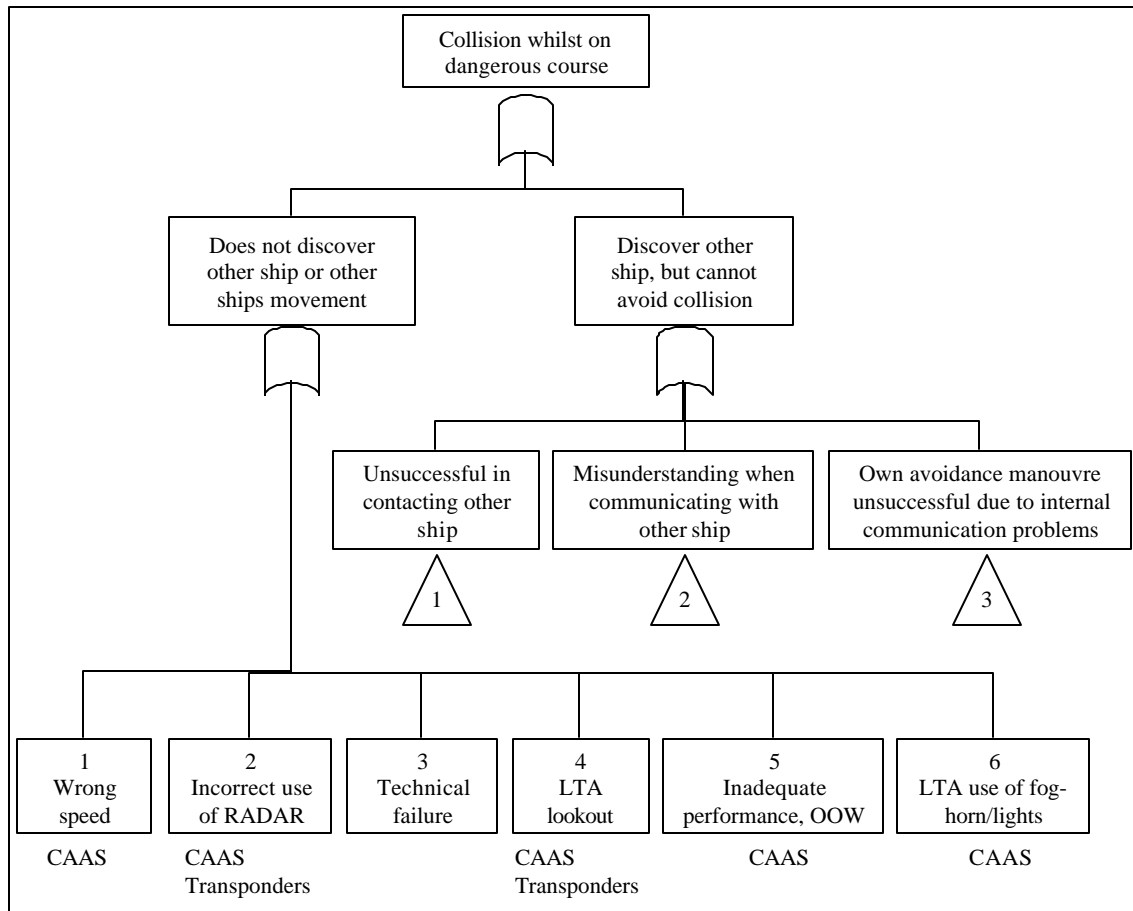 Collision whilst on
dangerous course
Does not discover
other ship or other
ships movement
Discover other
ship, but cannot
avoid collision
Unsuccessful in
contacting other
ship
Misunderstanding when
communicating with
other ship
Own avoidance manouvre
unsuccessful due to internal
communication problems
1
2
3
1
Wrong
speed
2
Incorrect use
of RADAR
3
Technical
failure
4
LTA
lookout
5
Inadequate
performance, OOW
6
LTA use of fog-
horn/lights
CAAS
CAAS
Transponders
CAAS
Transponders
CAAS
CAAS